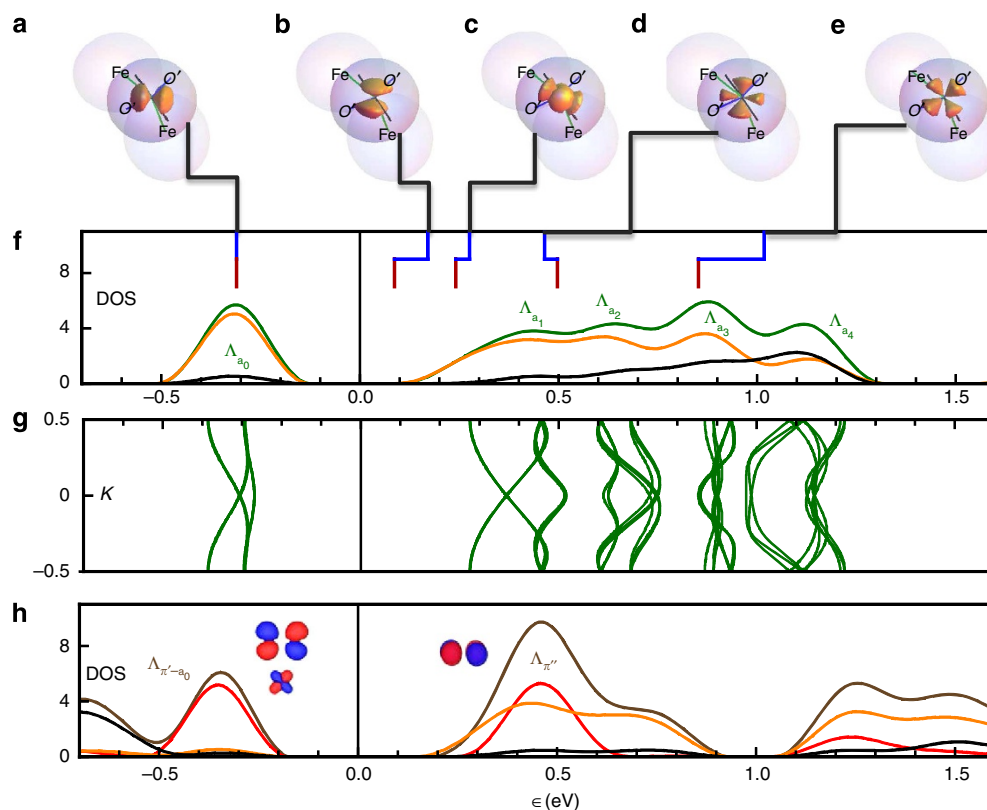 a b c d e
Fe O′ O′ Fe
Fe O′ O′ Fe
Fe O′ O′ Fe
Fe O′ O′ Fe
Fe O′ O′ Fe
f
8
DOS
4
0
Λa₀
Λa₁
Λa₂
Λa₃
Λa₄
−0.5 0.0 0.5 1.0 1.5
g
0.5
0 K
−0.5
h
8
DOS
4
0
Λπ′−a₀
Λπ″
−0.5 0.0 0.5 1.0 1.5
ϵ (eV)